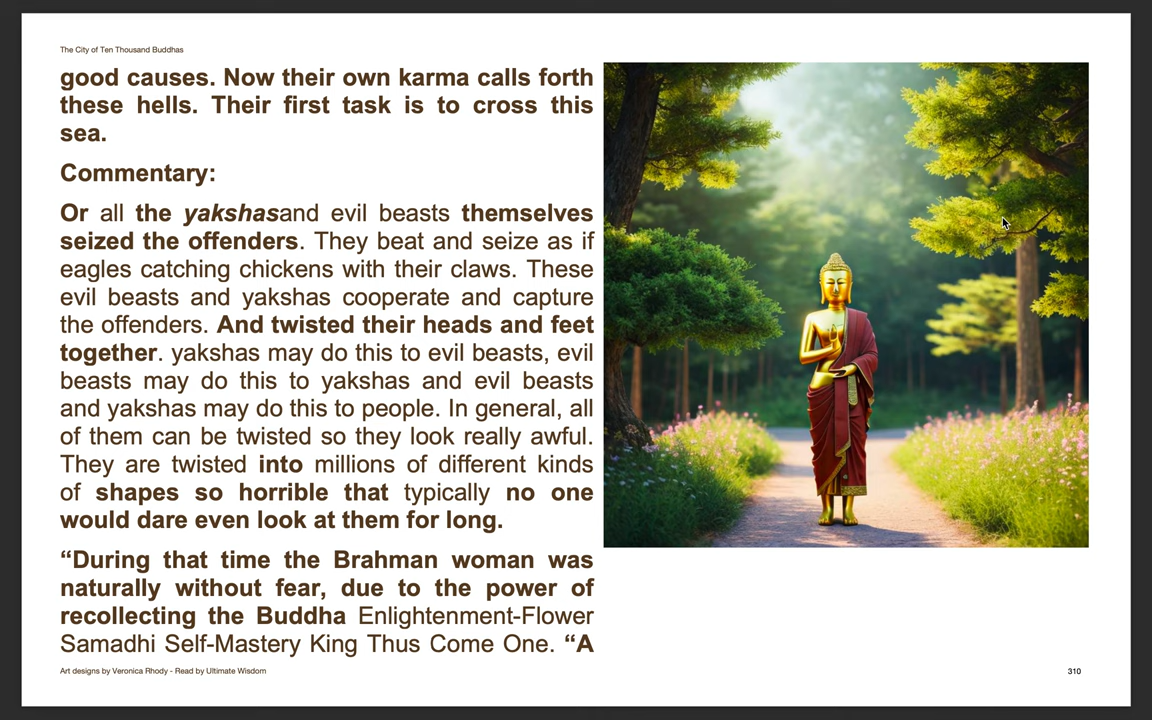 The City of Ten Thousand Buddhas
good causes. Now their own karma calls forth
these hells. Their first task is to cross this
sea.
Commentary:
Or all the yakshasand evil beasts themselves
seized the offenders. They beat and seize as if
eagles catching chickens with their claws. These
evil beasts and yakshas cooperate and capture
the offenders. And twisted their heads and feet
together. yakshas may do this to evil beasts, evil
beasts may do this to yakshas and evil beasts
and yakshas may do this to people. In general, all
of them can be twisted so they look really awful.
They are twisted into millions of different kinds
of shapes so horrible that typically no one
would dare even look at them for long.
“During that time the Brahman woman was
naturally without fear, due to the power of
recollecting the Buddha Enlightenment-Flower
Samadhi Self-Mastery King Thus Come One. “A
Art designs by Veronica Rhody - Read by Ultimate Wisdom
310